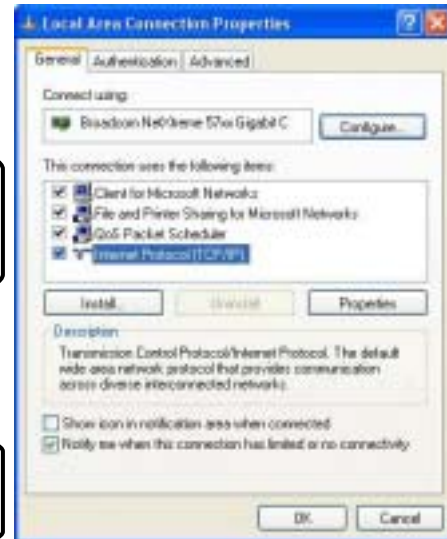 Local Area Connection Properties
General Authentication Advanced
Connect using:
Broadcom NetXtreme 57xx Gigabit C
Configure...
This connection uses the following items:
Client for Microsoft Networks
File and Printer Sharing for Microsoft Networks
QoS Packet Scheduler
Internet Protocol (TCP/IP)
Install... Uninstall Properties
Description
Transmission Control Protocol/Internet Protocol. The default
wide area network protocol that provides communication
across diverse interconnected networks.
Show icon in notification area when connected
Notify me when this connection has limited or no connectivity
OK Cancel